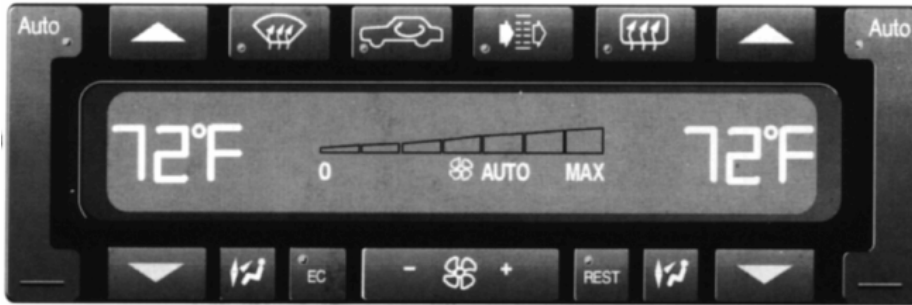 Auto
Auto
72°F
72°F
0 AUTO MAX
EC
- +
REST